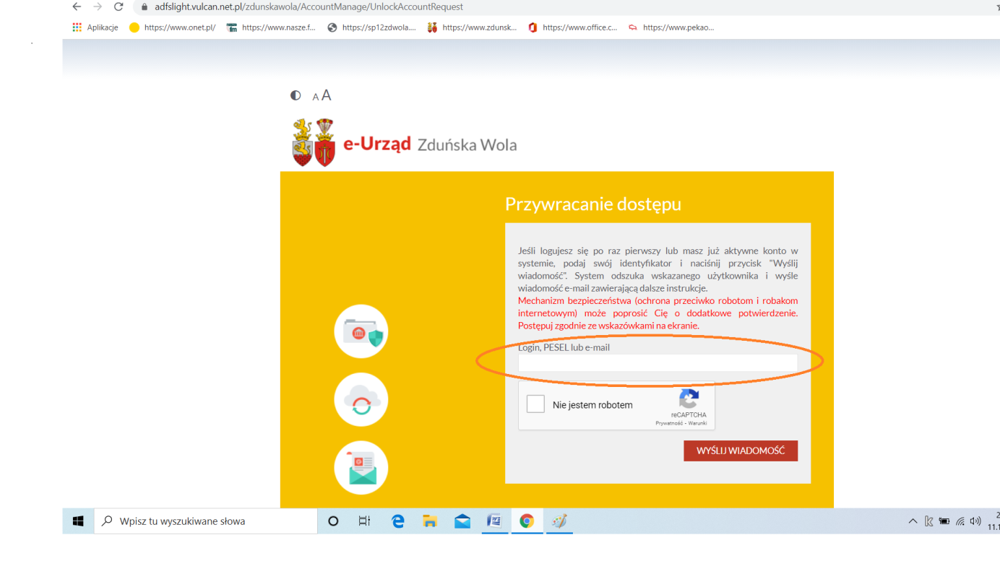 adfslight.vulcan.net.pl/zdunskawola/AccountManage/UnlockAccountRequest
Aplikacje https://www.onet.pl/ https://www.nasze.f... https://sp12zdwola.... https://www.zdunsk... https://www.office.c... https://www.pekao...
A A
e-Urząd Zduńska Wola
Przywracanie dostępu
Jeśli logujesz się po raz pierwszy lub masz już aktywne konto w
systemie, podaj swój identyfikator i naciśnij przycisk "Wyślij
wiadomość". System odszuka wskazanego użytkownika i wyśle
wiadomość e-mail zawierającą dalsze instrukcje.
Mechanizm bezpieczeństwa (ochrona przeciwko robotom i robakom
internetowym) może poprosić Cię o dodatkowe potwierdzenie.
Postępuj zgodnie ze wskazówkami na ekranie.
Login, PESEL lub e-mail
Nie jestem robotem
reCAPTCHA
Prywatność - Warunki
WYŚLIJ WIADOMOŚĆ
Wpisz tu wyszukiwane słowa